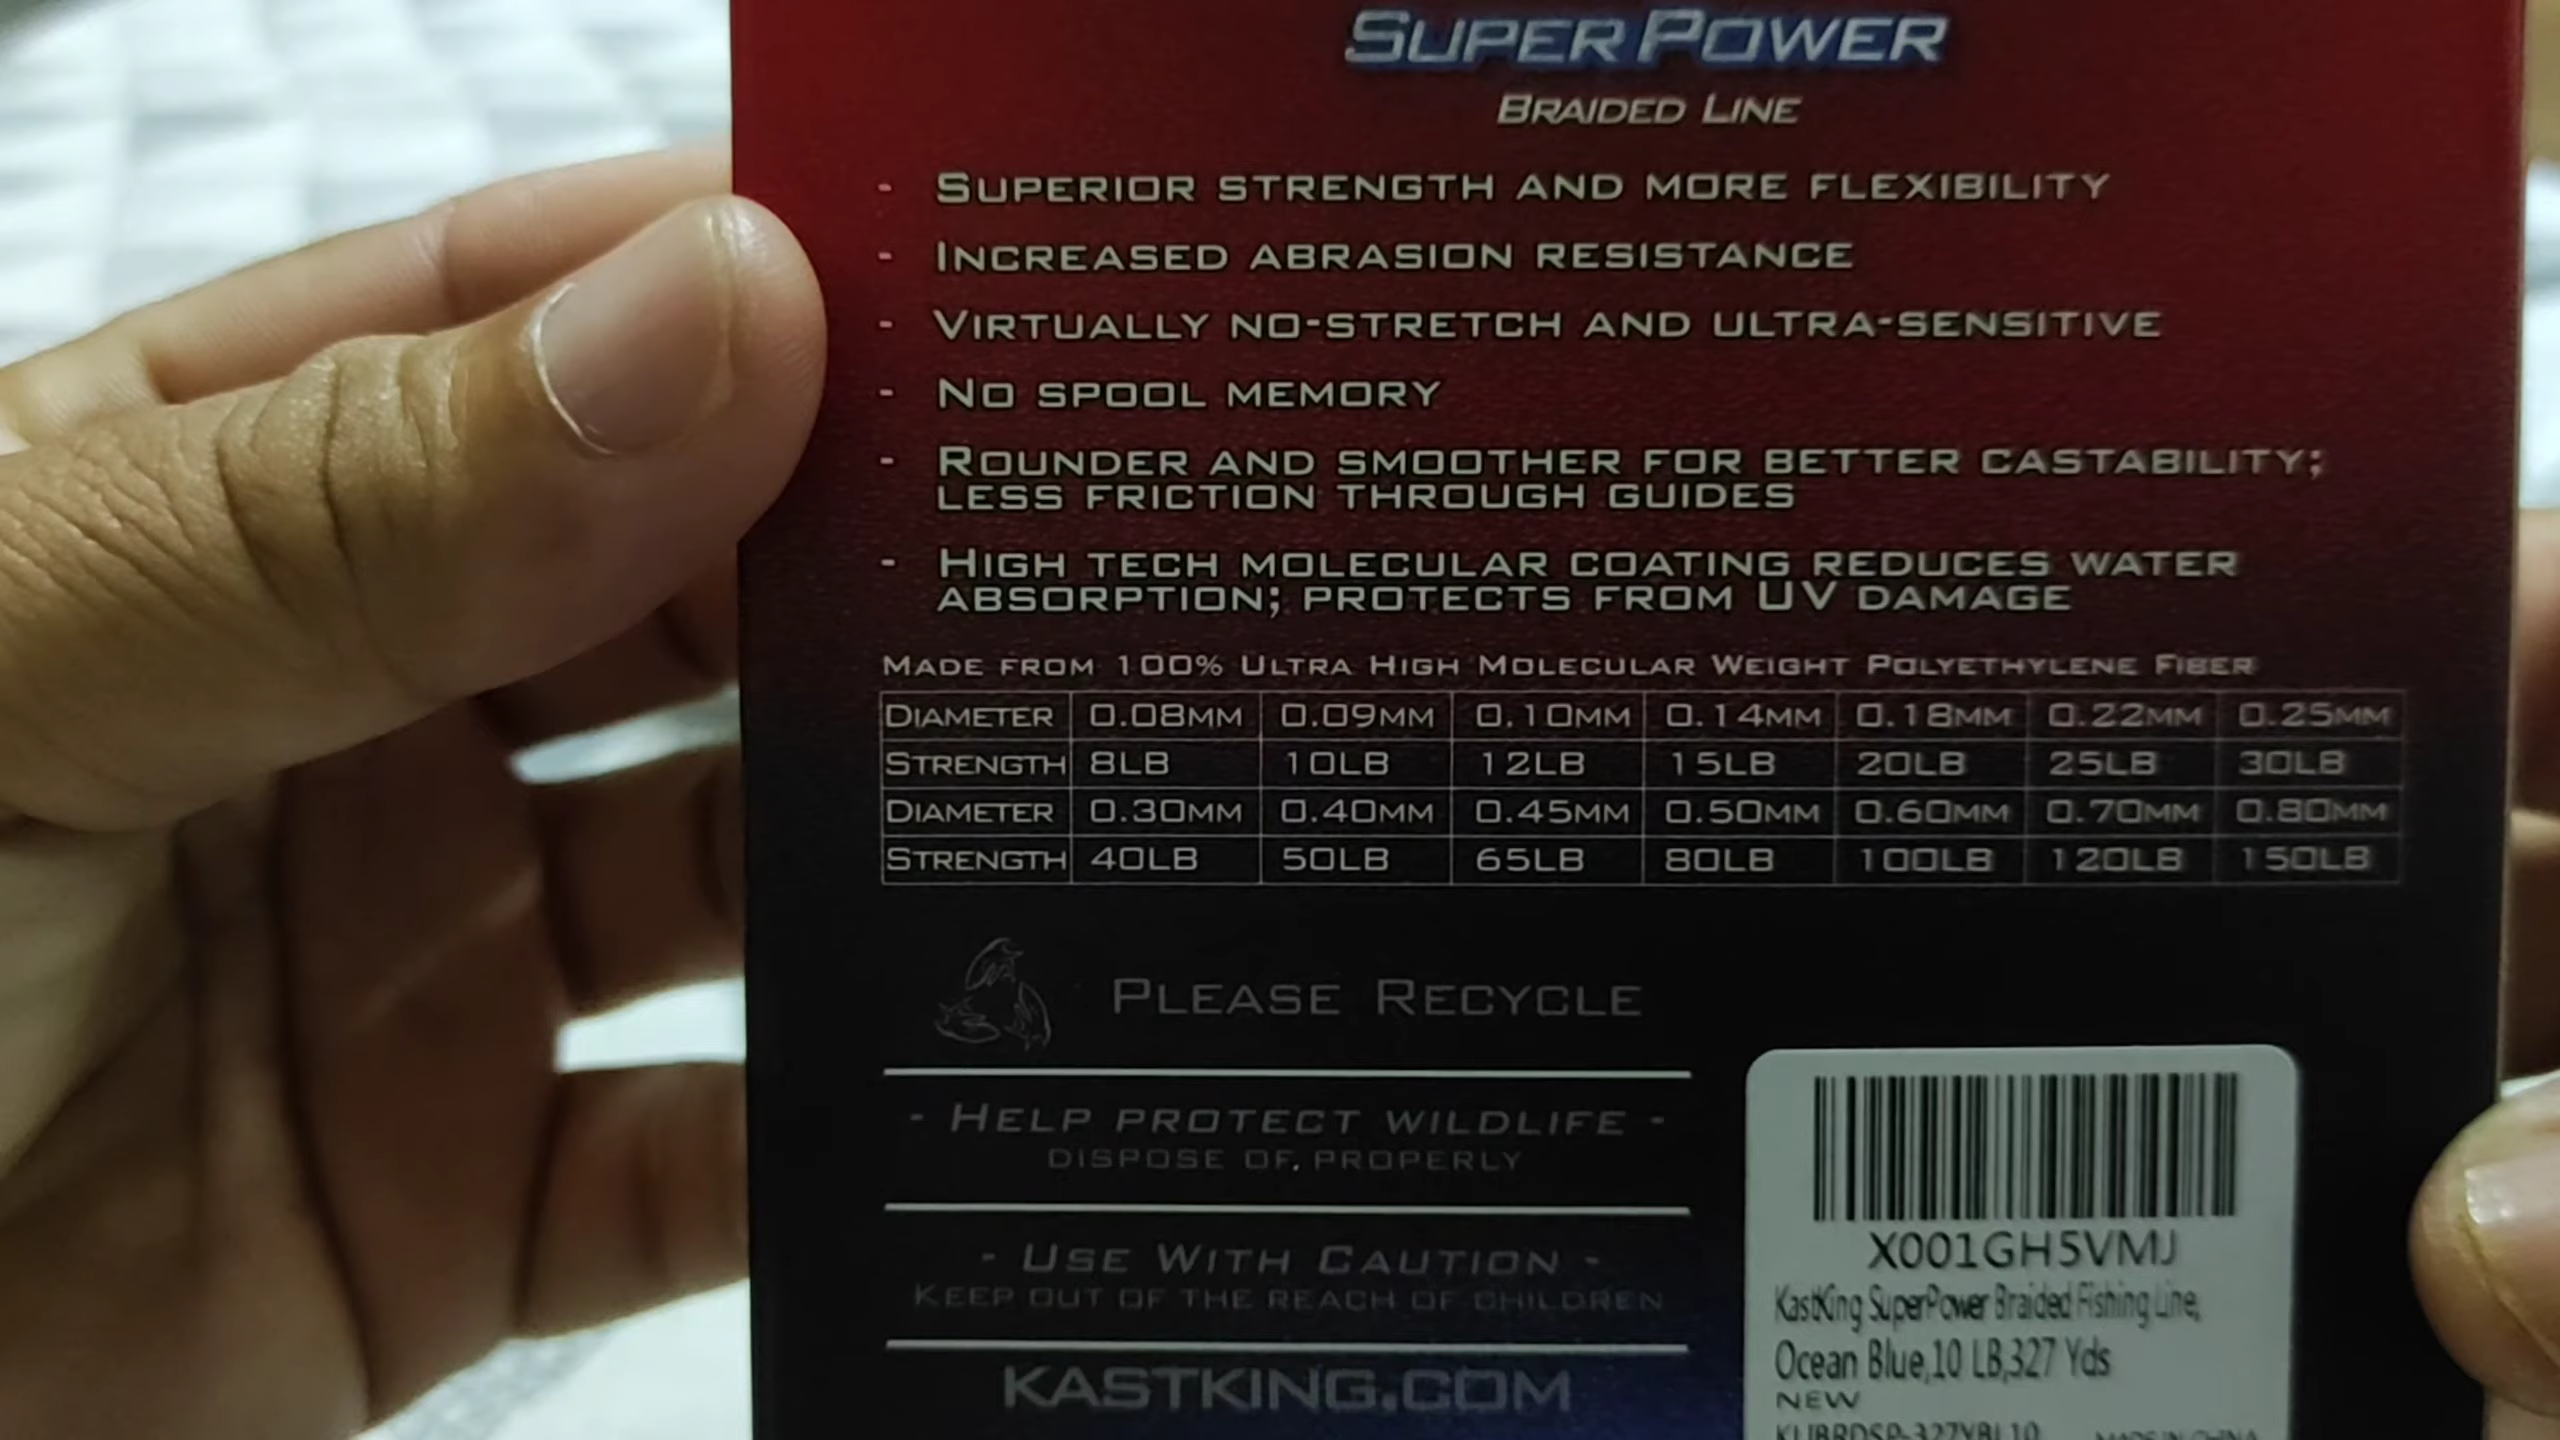 SUPERPOWER
BRAIDED LINE
- SUPERIOR STRENGTH AND MORE FLEXIBILITY
- INCREASED ABRASION RESISTANCE
- VIRTUALLY NO-STRETCH AND ULTRA-SENSITIVE
- NO SPOOL MEMORY
- ROUNDER AND SMOOTHER FOR BETTER CASTABILITY;
LESS FRICTION THROUGH GUIDES
- HIGH TECH MOLECULAR COATING REDUCES WATER
ABSORPTION; PROTECTS FROM UV DAMAGE
MADE FROM 100% ULTRA HIGH MOLECULAR WEIGHT POLYETHYLENE FIBER
DIAMETER 0.08MM 0.09MM 0.10MM 0.14MM 0.18MM 0.22MM 0.25MM
STRENGTH 8LB 10LB 12LB 15LB 20LB 25LB 30LB
DIAMETER 0.30MM 0.40MM 0.45MM 0.50MM 0.60MM 0.70MM 0.80MM
STRENGTH 40LB 50LB 65LB 80LB 100LB 120LB 150LB
PLEASE RECYCLE
- HELP PROTECT WILDLIFE -
DISPOSE OF, PROPERLY
- USE WITH CAUTION -
KEEP OUT OF THE REACH OF CHILDREN
KASTKING.COM
X001GH5VMJ
KastKing SuperPower Braided Fishing Line,
Ocean Blue,10 LB,327 Yds
NEW
MADE IN CHINA